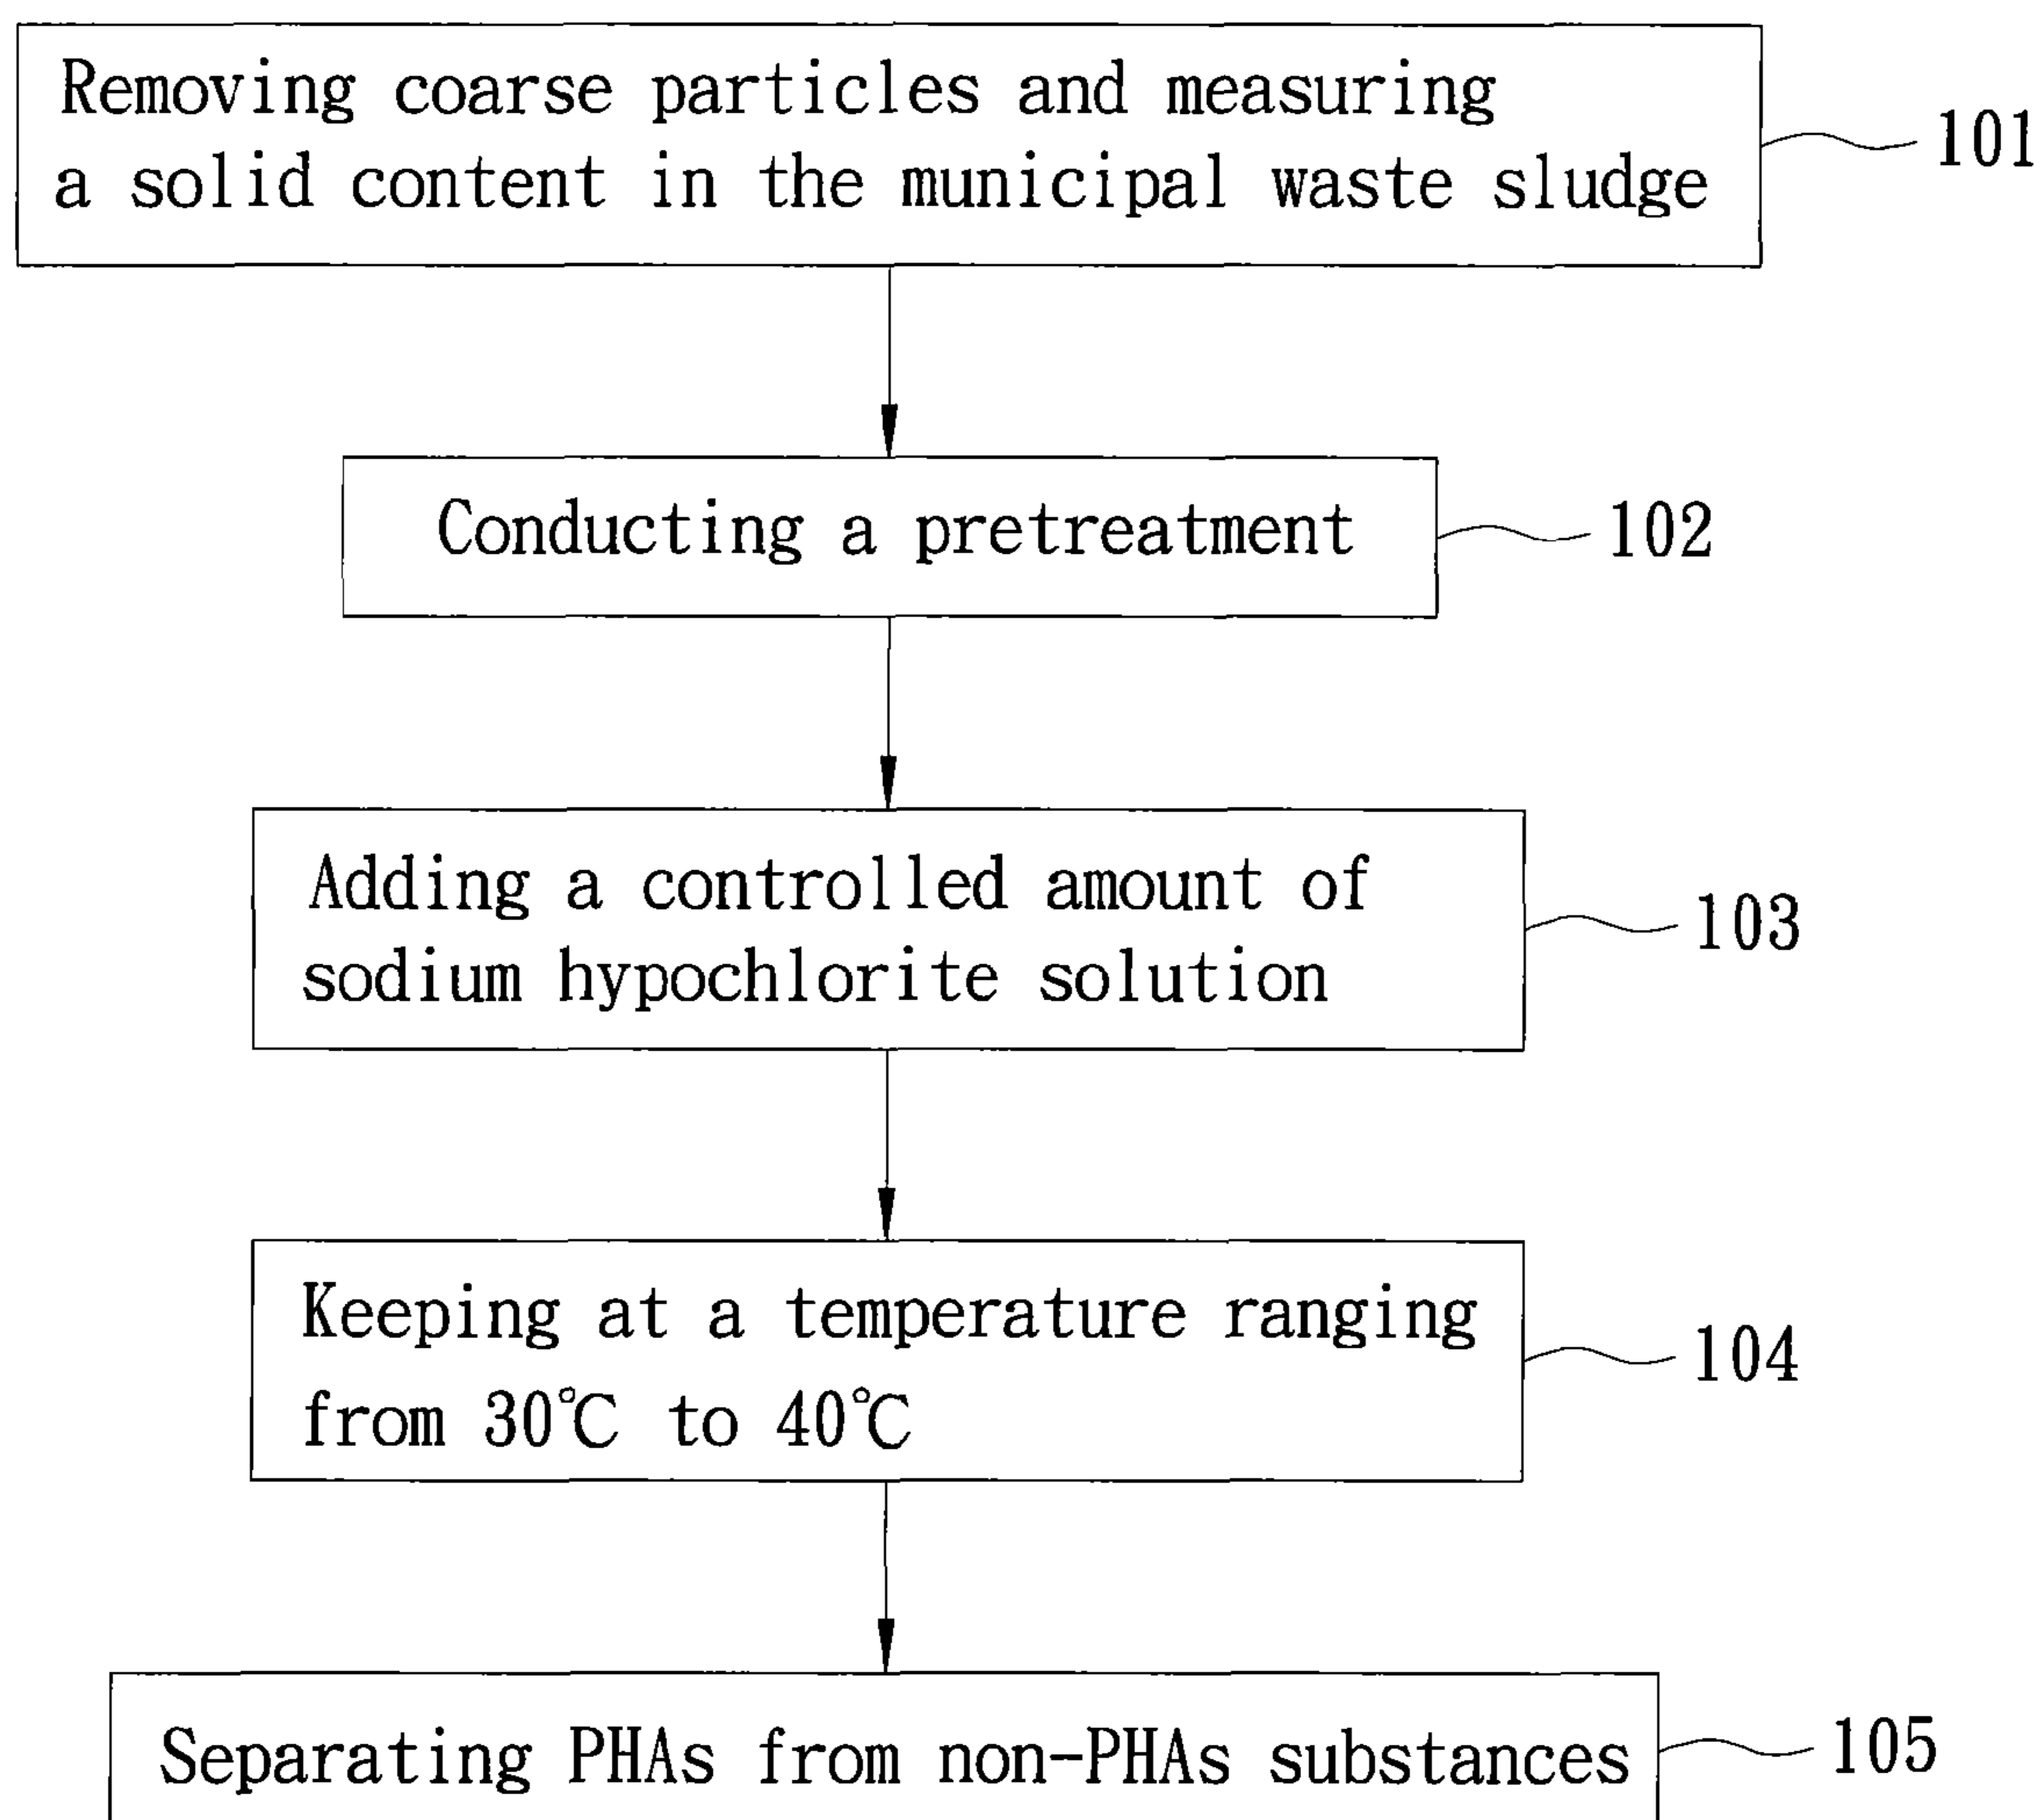 Removing coarse particles and measuring
a solid content in the municipal waste sludge
101
Conducting a pretreatment
102
Adding a controlled amount of
sodium hypochlorite solution
103
Keeping at a temperature ranging
from 30℃ to 40℃
104
Separating PHAs from non-PHAs substances
105